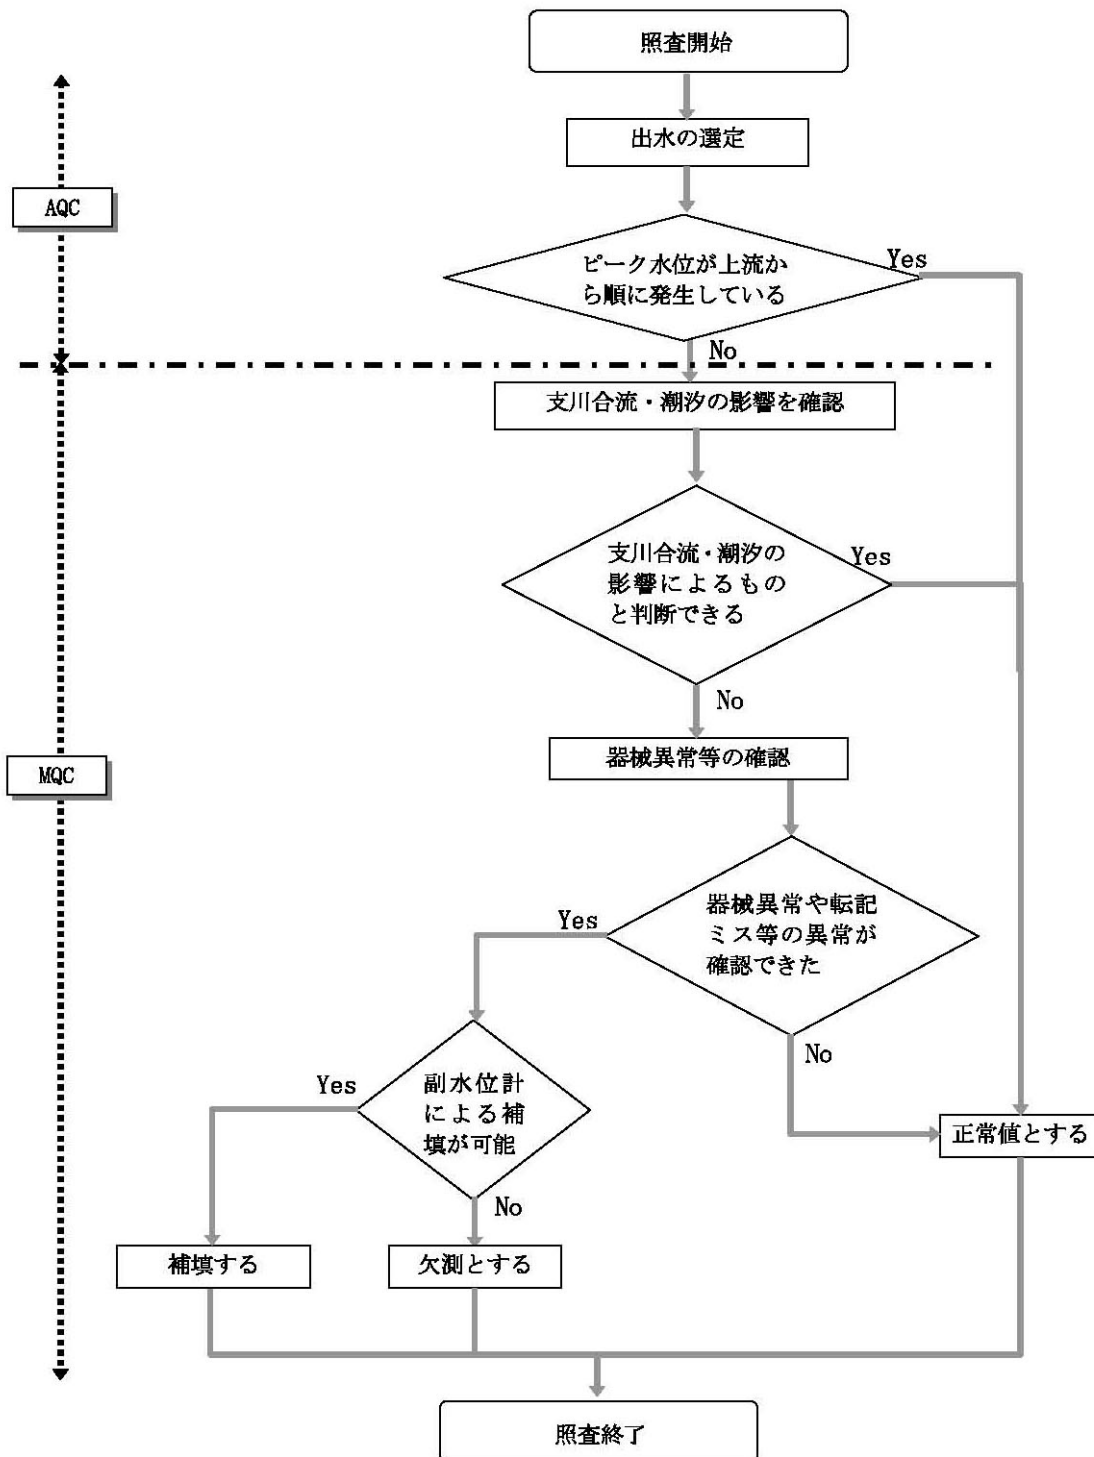 照査開始
出水の選定
AQC
ピーク水位が上流か
ら順に発生している
Yes
No
支川合流・潮汐の影響を確認
支川合流・潮汐の
影響によるもの
と判断できる
Yes
No
器械異常等の確認
MQC
器械異常や転記
ミス等の異常が
確認できた
Yes
No
副水位計
による補
填が可能
Yes
No
正常値とする
補填する
欠測とする
照査終了